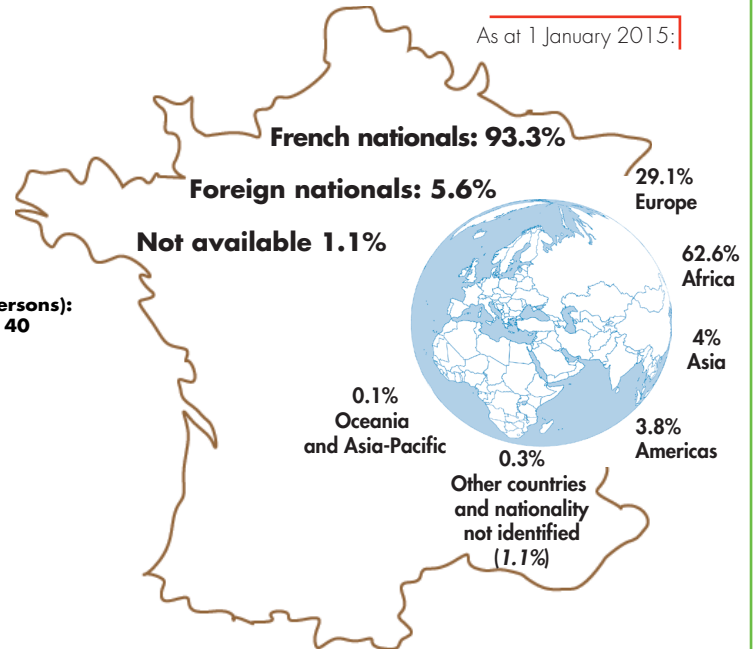 As at 1 January 2015:
French nationals: 93.3%
Foreign nationals: 5.6%
Not available 1.1%
29.1%
Europe
62.6%
Africa
4%
Asia
3.8%
Americas
0.1%
Oceania
and Asia-Pacific
0.3%
Other countries
and nationality
not identified
(1.1%)
ersons):
40